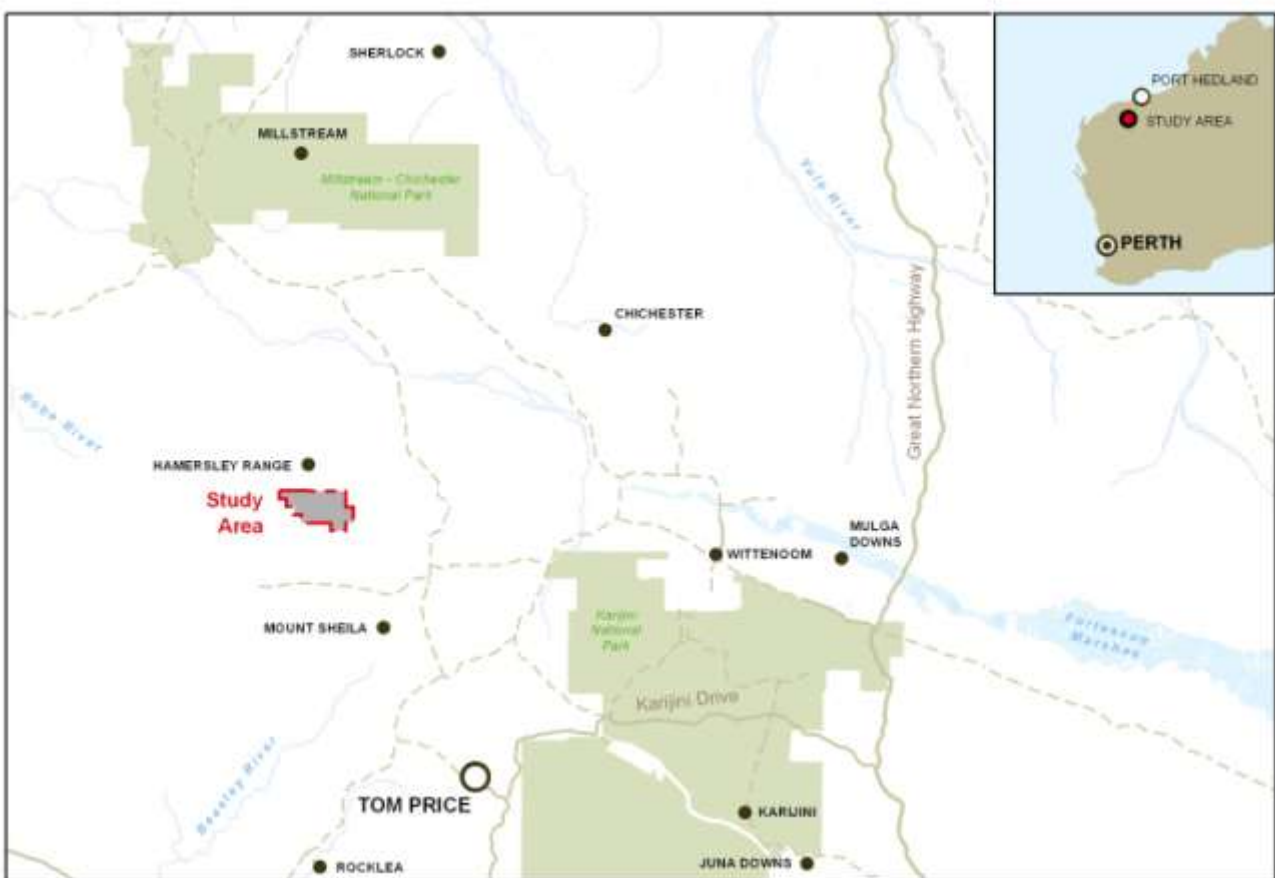 SHERLOCK
PORT HEDLAND
STUDY AREA
MILLSTREAM
Millstream - Chichester
National Park
Yule River
PERTH
CHICHESTER
Great Northern Highway
Robe River
HAMERSLEY RANGE
Study
Area
MULGA
DOWNS
WITTENOOM
Karijini
National
Park
MOUNT SHEILA
Fortescue
Marshes
Karijini Drive
Beasley River
TOM PRICE
KARIJINI
ROCKLEA
JUNA DOWNS